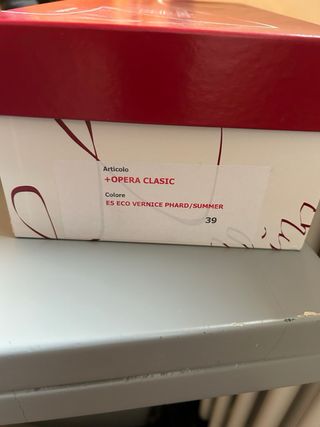 Articolo
+OPERA CLASIC
Colore
E5 ECO VERNICE PHARD/SUMMER
39